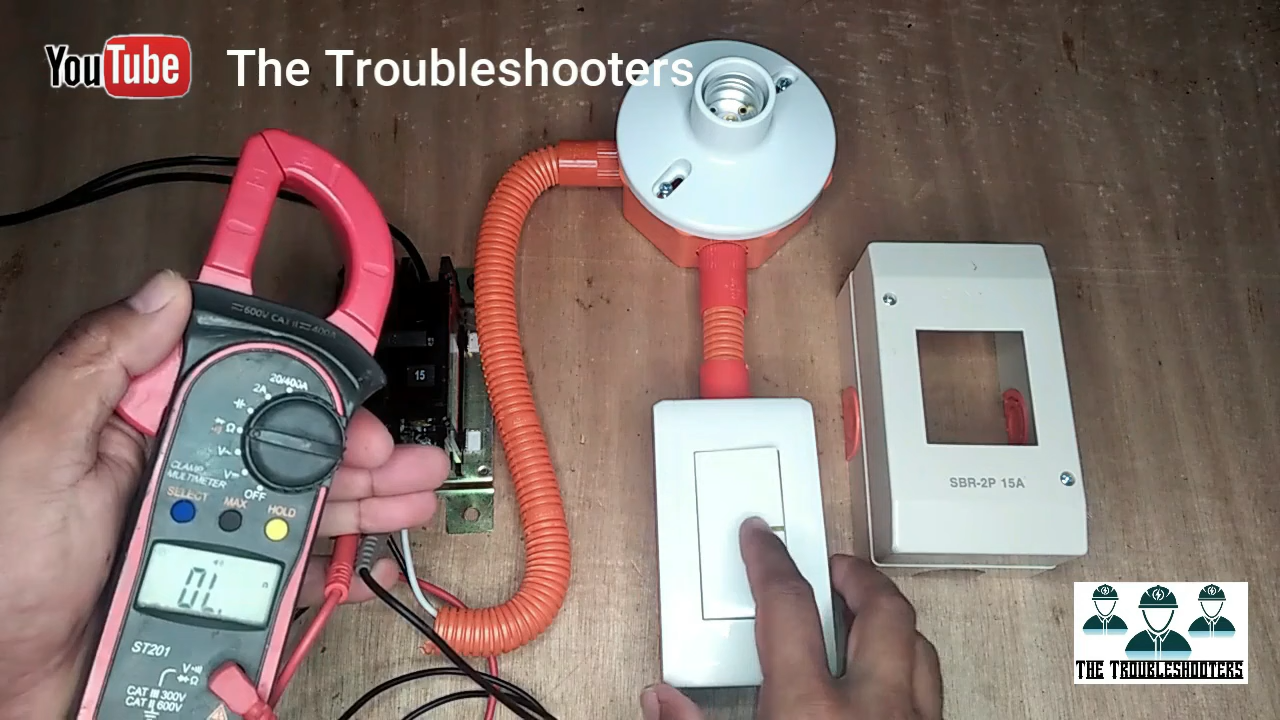 YouTube
The Troubleshooters
600V CAT II 400A
20/400A
2A
Ω
V~
V
OFF
CLAMP
MULTIMETER
SELECT
MAX
HOLD
OL
ST201
V
Ω
CAT III 300V
CAT II 600V
15
SBR-2P 15A
THE TROUBLESHOOTERS